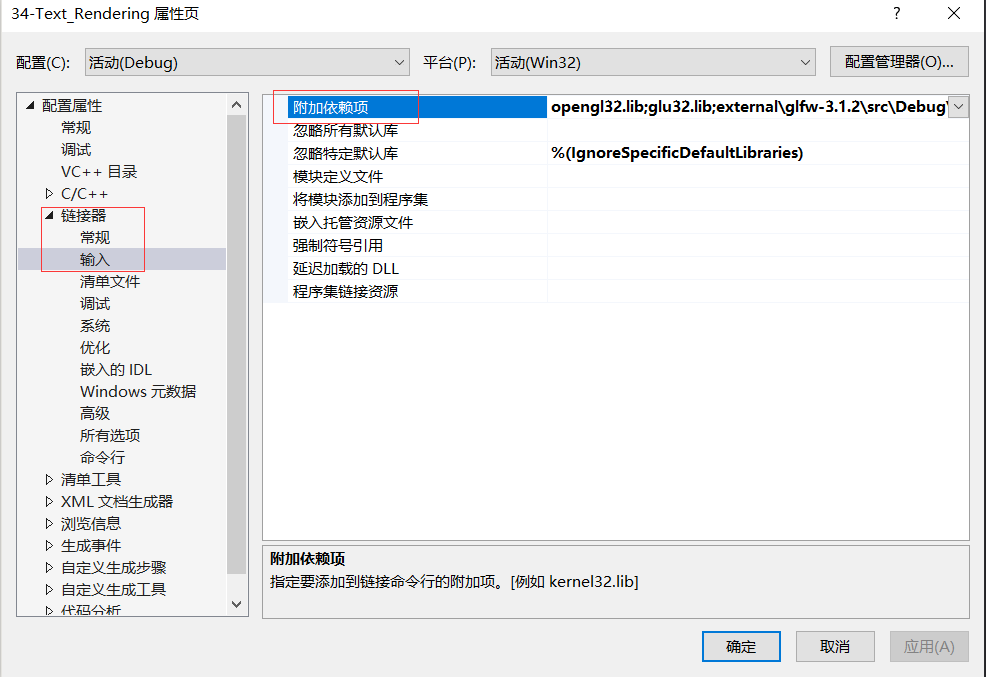 34-Text_Rendering 属性页
配置(C): 活动(Debug) 平台(P): 活动(Win32) 配置管理器(O)...
配置属性
常规
调试
VC++ 目录
C/C++
链接器
常规
输入
清单文件
调试
系统
优化
嵌入的 IDL
Windows 元数据
高级
所有选项
命令行
清单工具
XML 文档生成器
浏览信息
生成事件
自定义生成步骤
自定义生成工具
代码分析
附加依赖项 opengl32.lib;glu32.lib;external\glfw-3.1.2\src\Debug\
忽略所有默认库
忽略特定默认库 %(IgnoreSpecificDefaultLibraries)
模块定义文件
将模块添加到程序集
嵌入托管资源文件
强制符号引用
延迟加载的 DLL
程序集链接资源
附加依赖项
指定要添加到链接命令行的附加项。[例如 kernel32.lib]
确定 取消 应用(A)